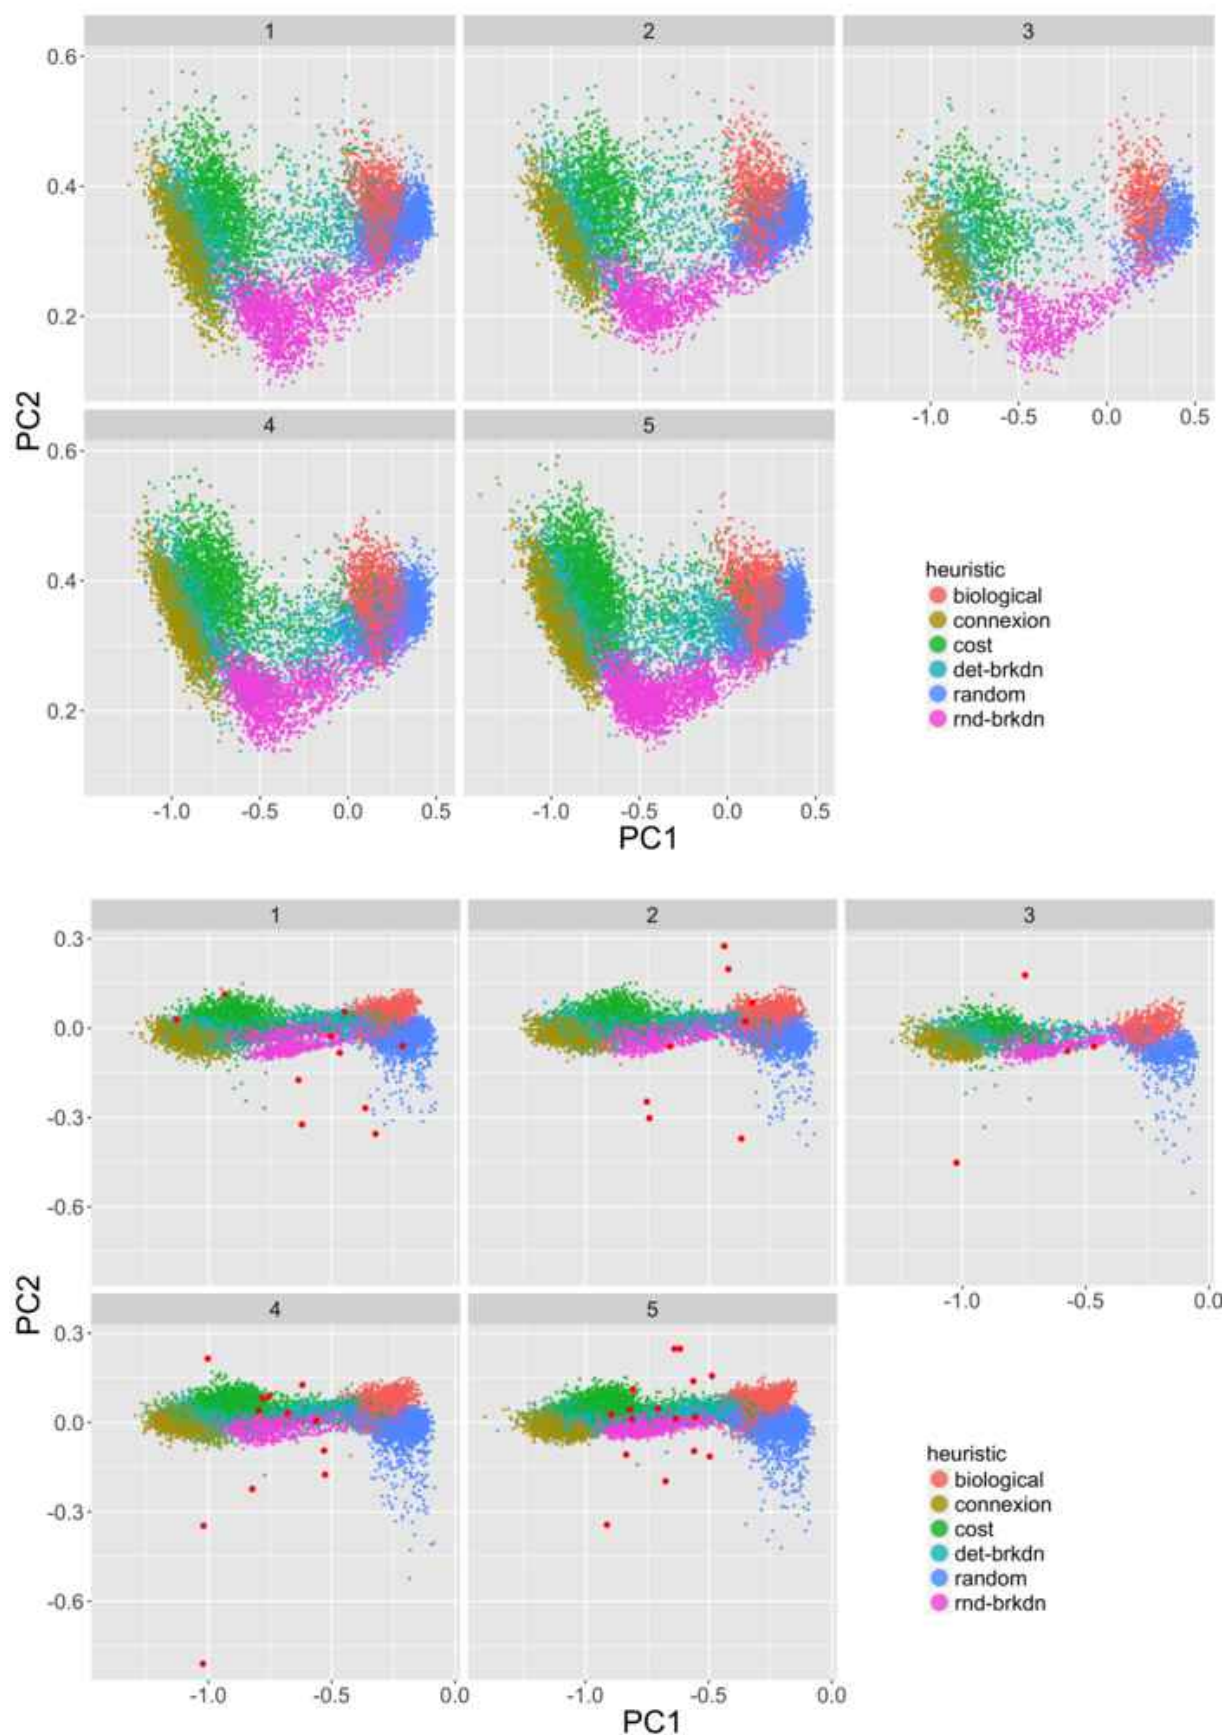 1 2 3
0.6
0.4
0.2
-1.0 -0.5 0.0 0.5
4 5
0.6
0.4
0.2
-1.0 -0.5 0.0 0.5 -1.0 -0.5 0.0 0.5
PC2
PC1
heuristic
biological
connexion
cost
det-brkdn
random
rnd-brkdn
1 2 3
0.3
0.0
-0.3
-0.6
-1.0 -0.5 0.0
4 5
0.3
0.0
-0.3
-0.6
-1.0 -0.5 0.0 -1.0 -0.5 0.0
PC2
PC1
heuristic
biological
connexion
cost
det-brkdn
random
rnd-brkdn